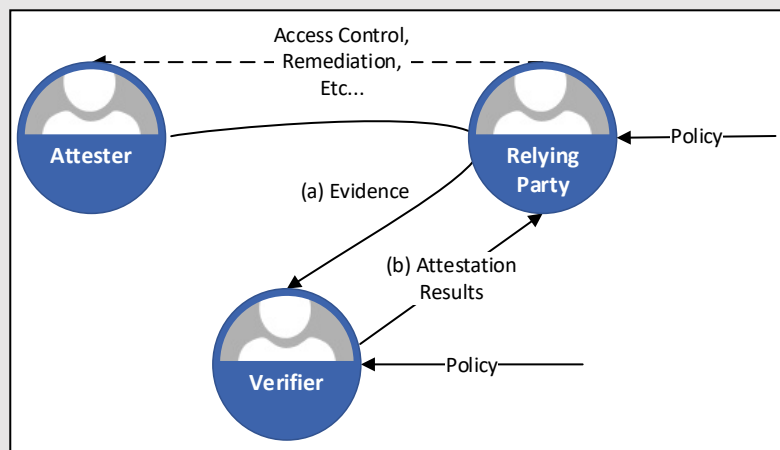 Access Control,
Remediation,
Etc...
Attester
Relying
Party
Policy
(a) Evidence
(b) Attestation
Results
Verifier
Policy